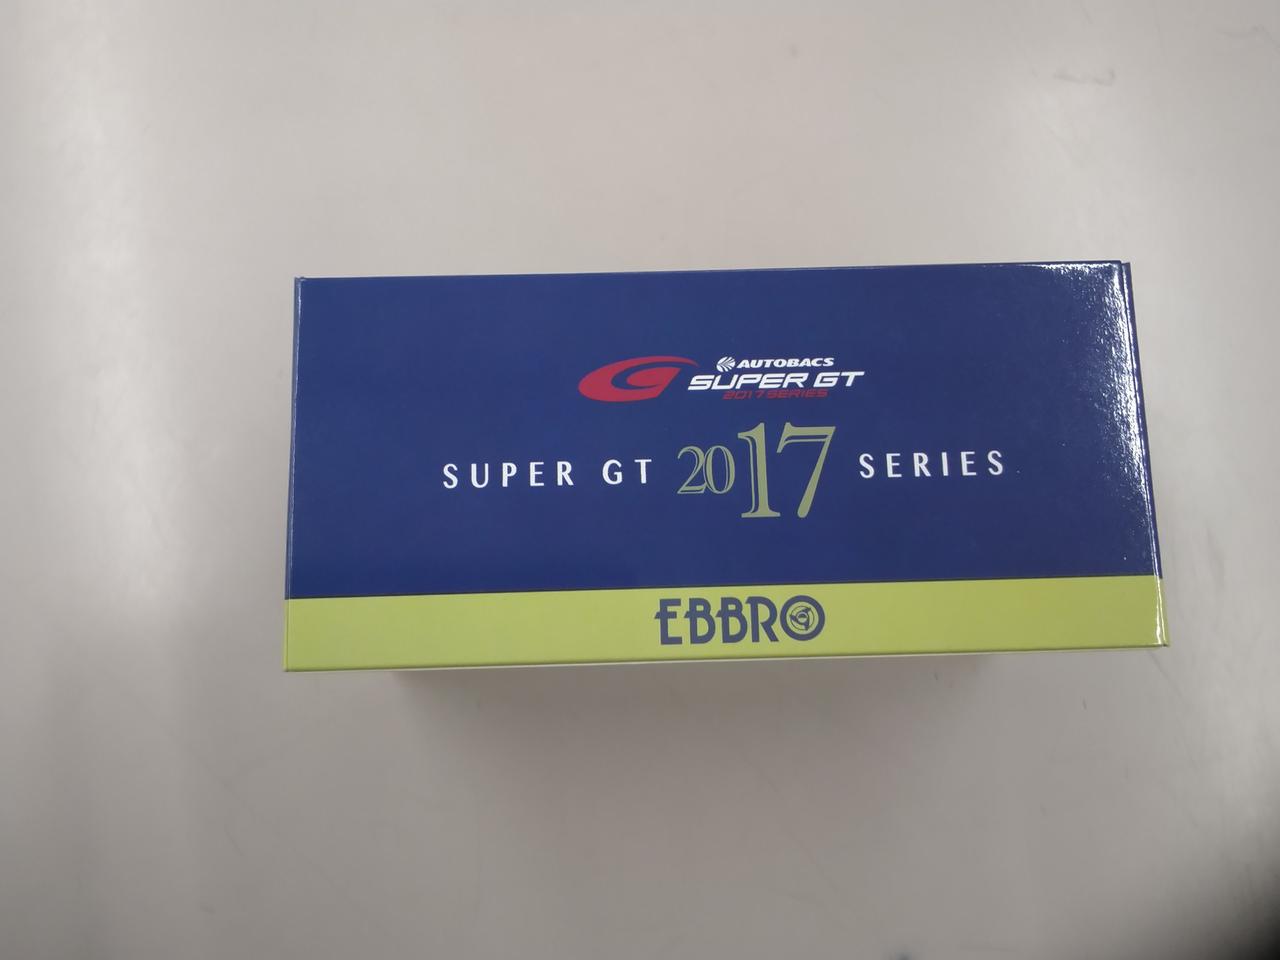 AUTOBACS
SUPER GT
2017 SERIES
SUPER GT 2017 SERIES
EBBRO